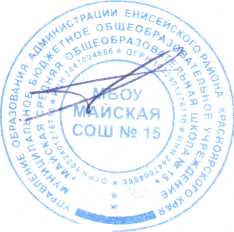 УПРАВЛЕНИЕ ОБРАЗОВАНИЯ АДМИНИСТРАЦИИ ЕНИСЕЙСКОГО РАЙОНА КРАСНОЯРСКОГО КРАЯ
МУНИЦИПАЛЬНОЕ БЮДЖЕТНОЕ ОБЩЕОБРАЗОВАТЕЛЬНОЕ УЧРЕЖДЕНИЕ
МАЙСКАЯ СРЕДНЯЯ ОБЩЕОБРАЗОВАТЕЛЬНАЯ ШКОЛА № 15
МБОУ
МАЙСКАЯ
СОШ № 15